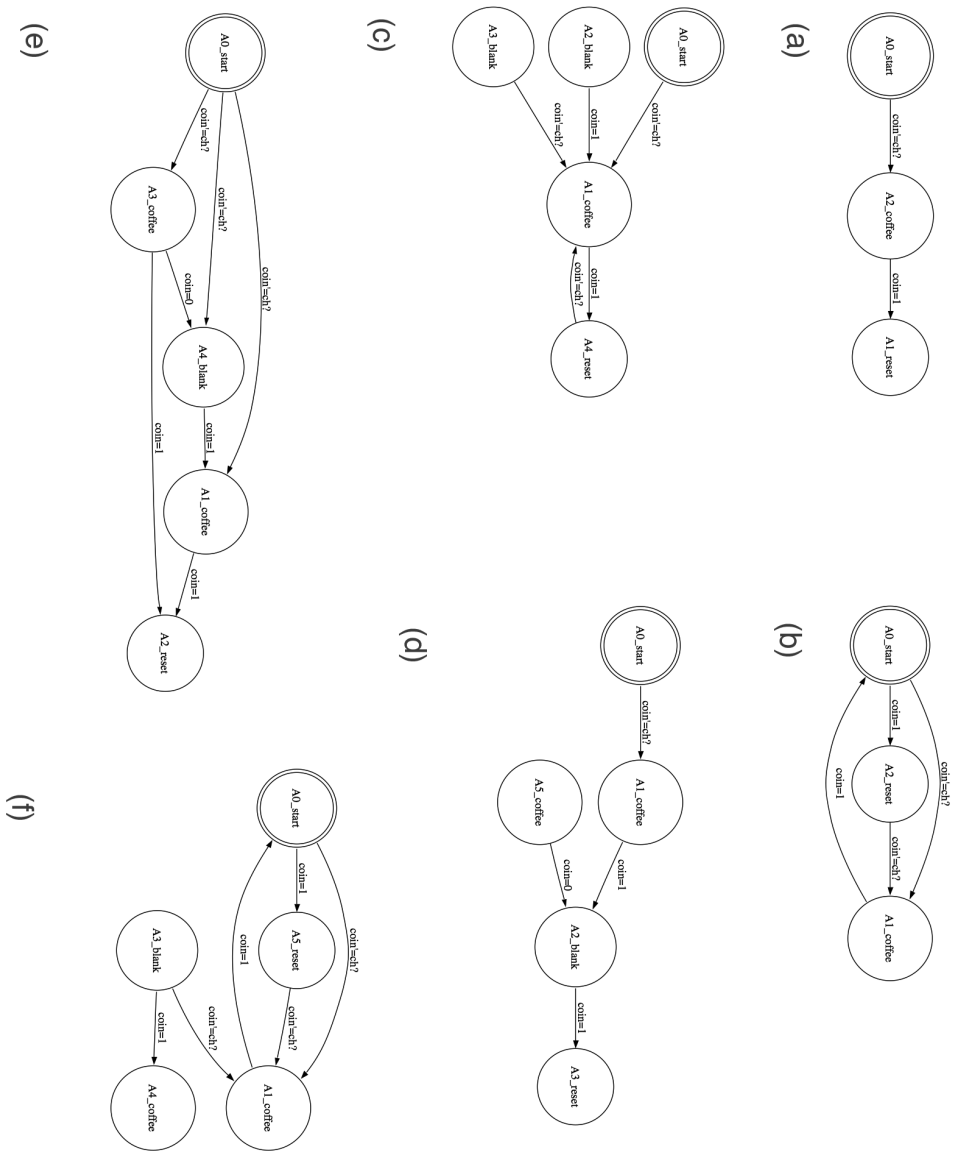 A0_start
coin'=ch?
A2_coffee
coin=1
A1_reset
(a)
A0_start
coin'=ch?
coin=1
A2_reset
coin'=ch?
coin=1
A1_coffee
(b)
A0_start
A2_blank
A3_blank
coin'=ch?
coin=1
coin'=ch?
A1_coffee
coin=1
coin'=ch?
A4_reset
(c)
A0_start
coin'=ch?
A1_coffee
A5_coffee
coin=1
coin=0
A2_blank
coin=1
A3_reset
(d)
A0_start
coin'=ch?
coin'=ch?
coin'=ch?
A3_coffee
coin=0
coin=1
A4_blank
coin=1
A1_coffee
coin=1
A2_reset
(e)
A0_start
coin'=ch?
coin=1
coin=1
A5_reset
coin'=ch?
A3_blank
coin'=ch?
coin=1
A1_coffee
A4_coffee
(f)